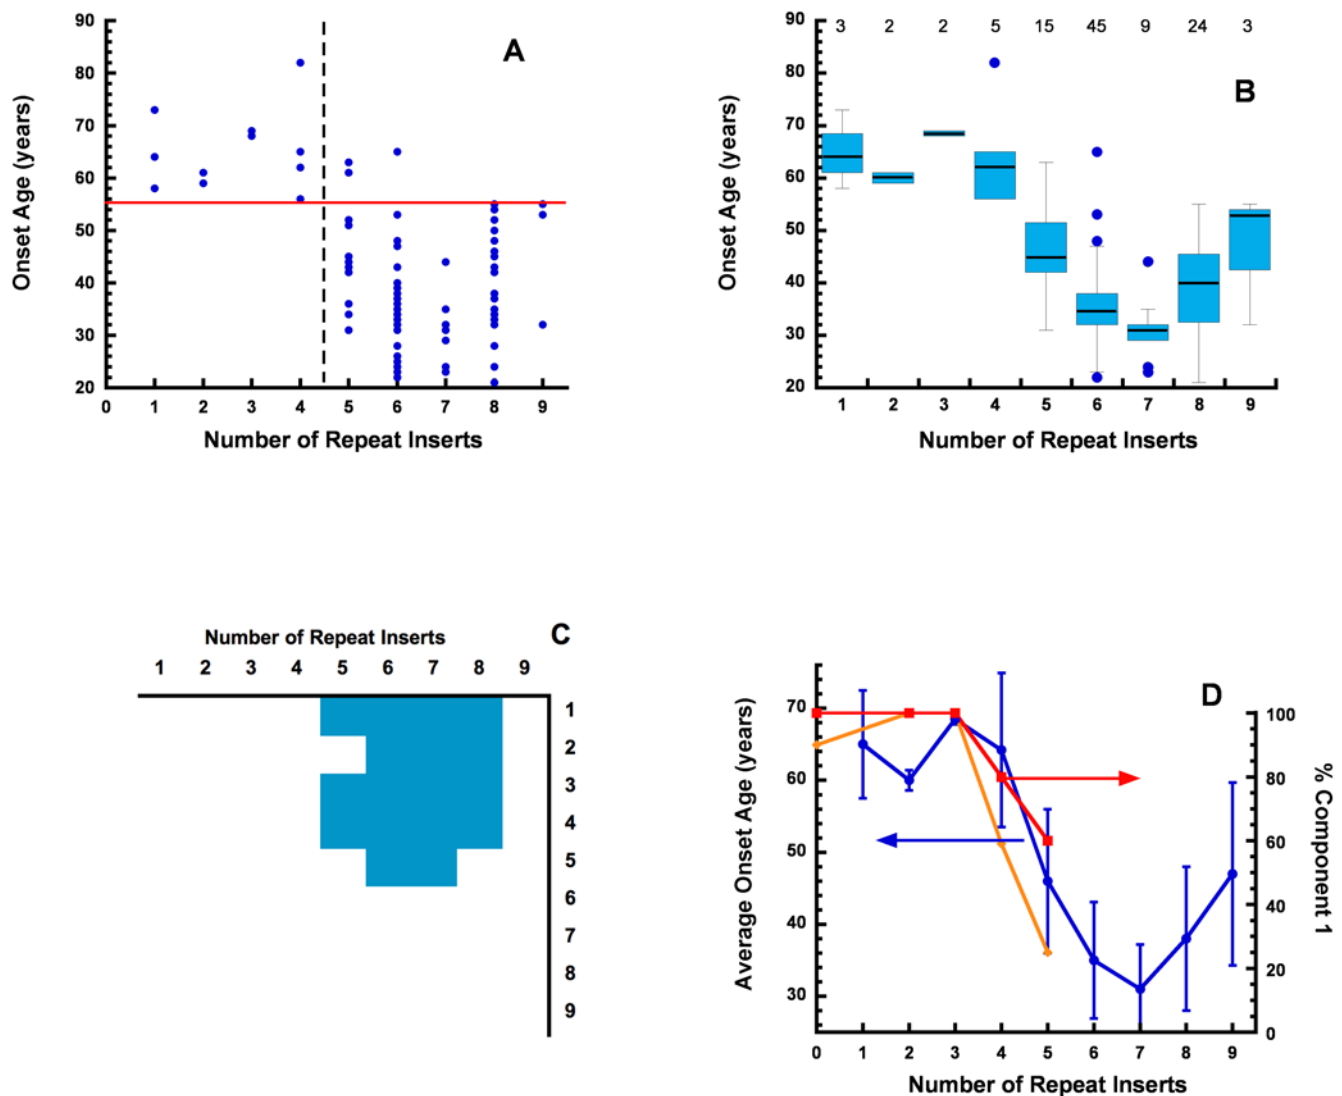 A
Onset Age (years)
90
80
70
60
50
40
30
20
0 1 2 3 4 5 6 7 8 9
Number of Repeat Inserts
B
3 2 2 5 15 45 9 24 3
Onset Age (years)
90
80
70
60
50
40
30
20
1 2 3 4 5 6 7 8 9
Number of Repeat Inserts
C
Number of Repeat Inserts
1 2 3 4 5 6 7 8 9
1
2
3
4
5
6
7
8
9
D
Average Onset Age (years)
70
60
50
40
30
100
80
60
40
20
0
% Component 1
0 1 2 3 4 5 6 7 8 9
Number of Repeat Inserts